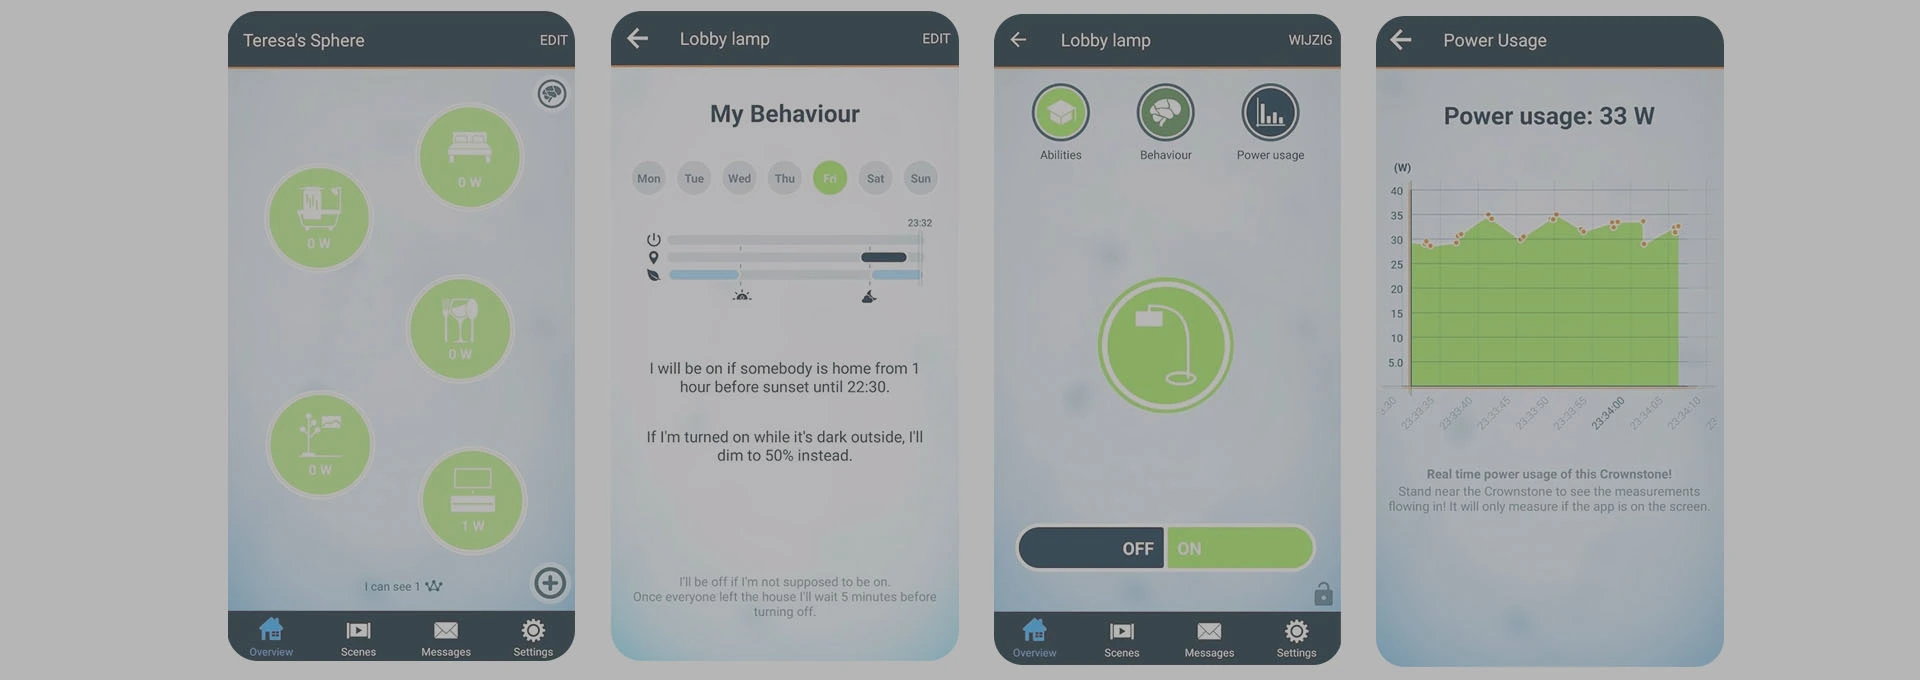 Teresa's Sphere
EDIT
0 W
0 W
0 W
0 W
1 W
I can see 1
Overview
Scenes
Messages
Settings
Lobby lamp
EDIT
My Behaviour
Mon Tue Wed Thu Fri Sat Sun
23:32
I will be on if somebody is home from 1
hour before sunset until 22:30.
If I'm turned on while it's dark outside, I'll
dim to 50% instead.
I'll be off if I'm not supposed to be on.
Once everyone left the house I'll wait 5 minutes before
turning off.
Lobby lamp
WIJZIG
Abilities
Behaviour
Power usage
OFF
ON
Overview
Scenes
Messages
Settings
Power Usage
Power usage: 33 W
(W)
40
35
30
25
20
15
10
5.0
23:33:35
23:33:40
23:33:45
23:33:50
23:33:55
23:34:00
23:34:05
23:34:10
Real time power usage of this Crownstone!
Stand near the Crownstone to see the measurements
flowing in! It will only measure if the app is on the screen.